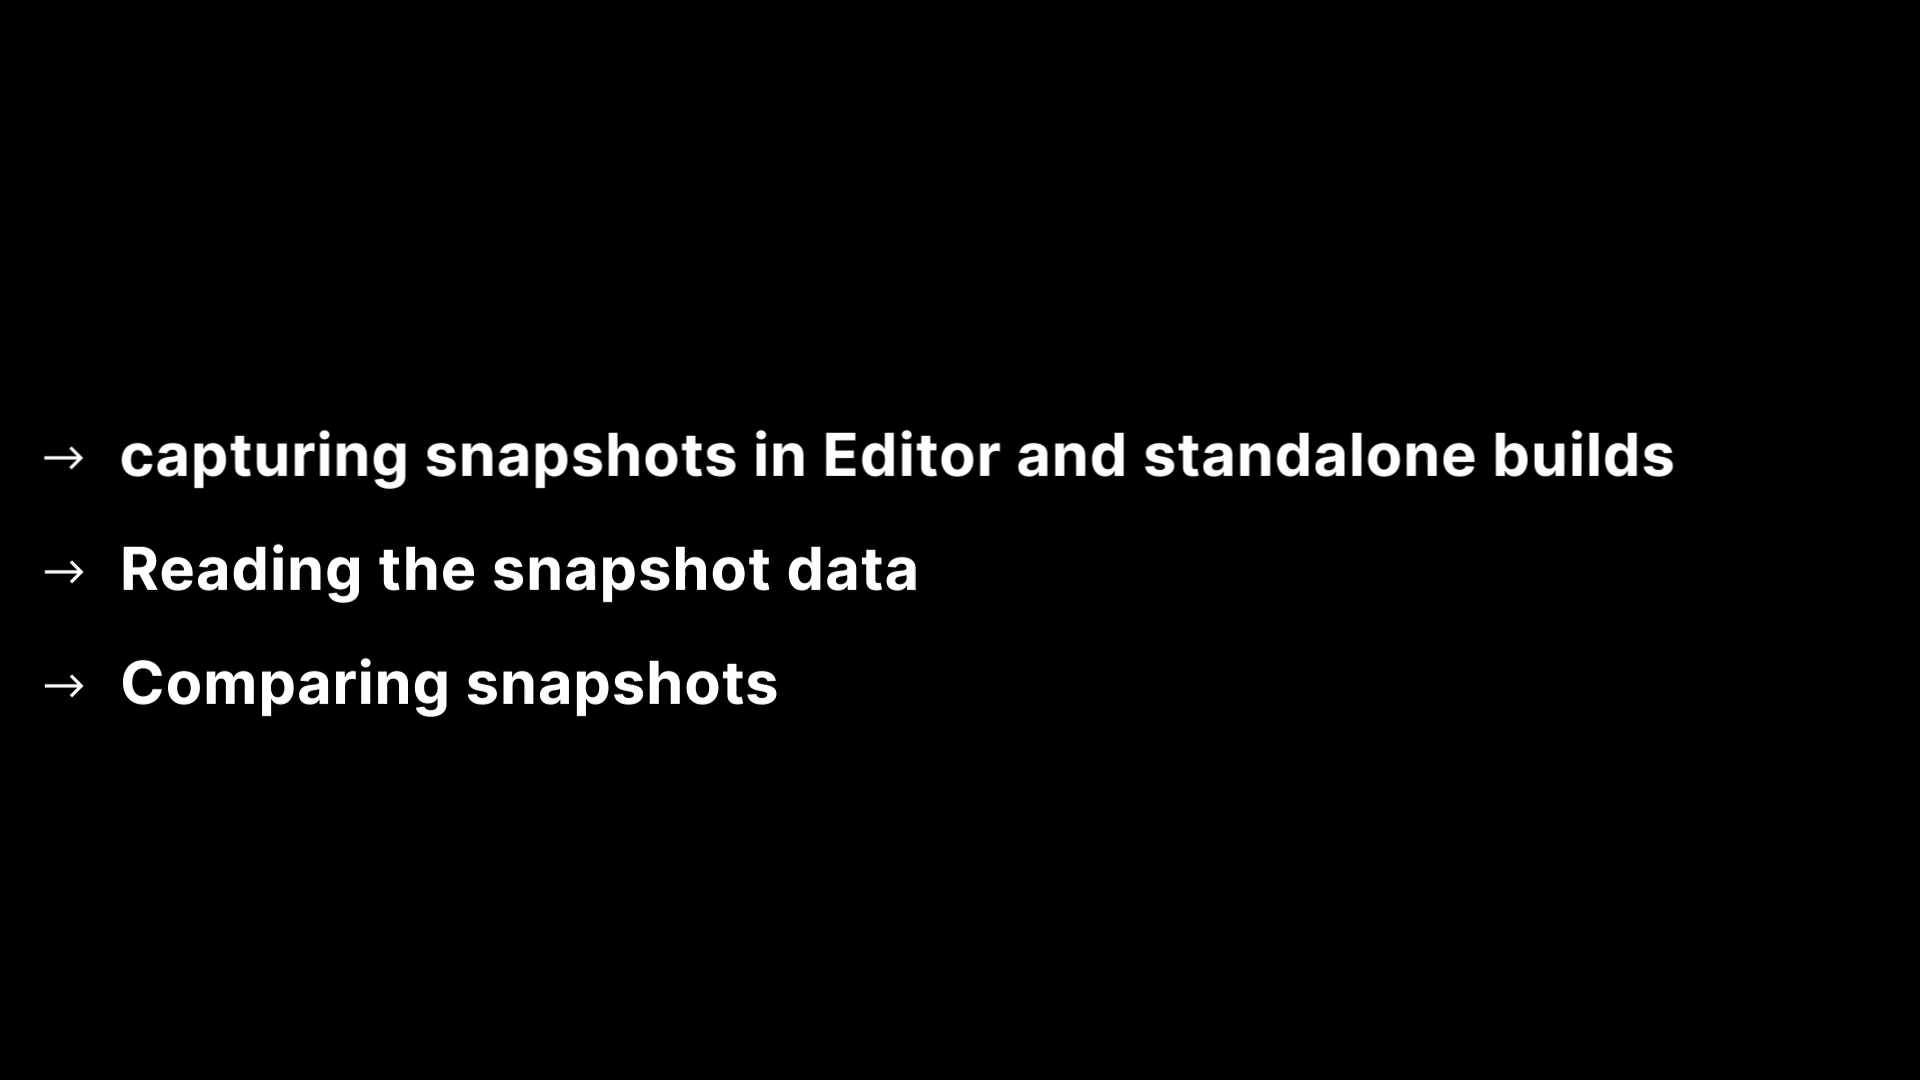 → capturing snapshots in Editor and standalone builds
→ Reading the snapshot data
→ Comparing snapshots